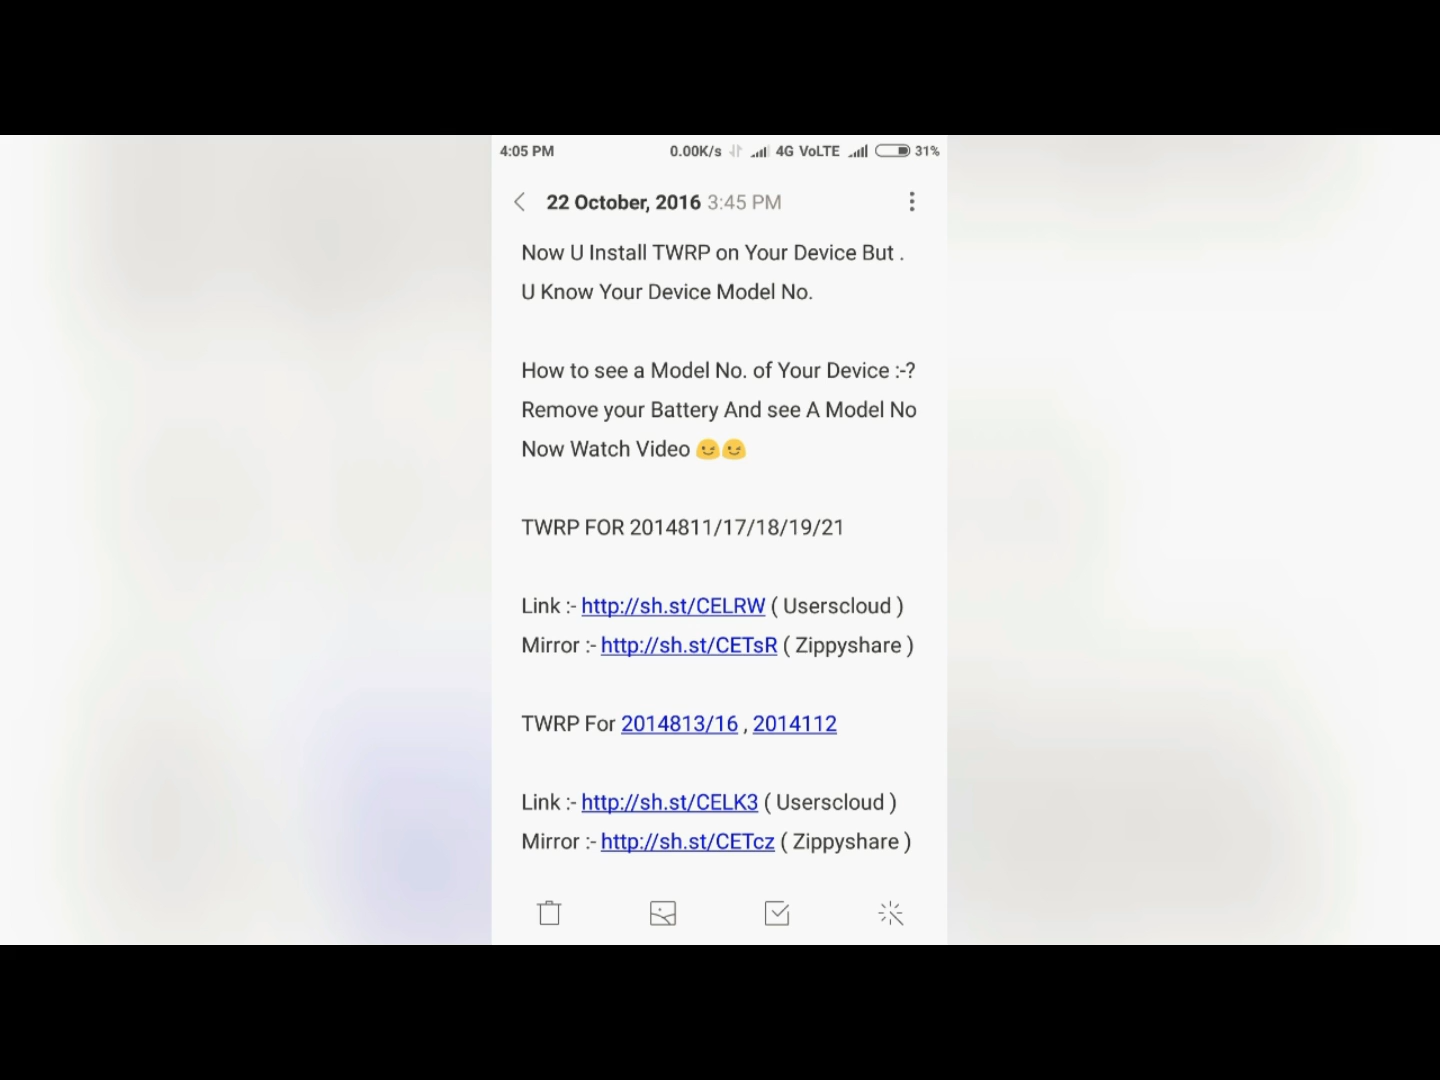 4:05 PM 0.00K/s 4G VoLTE 31%
22 October, 2016 3:45 PM
Now U Install TWRP on Your Device But .
U Know Your Device Model No.
How to see a Model No. of Your Device :-?
Remove your Battery And see A Model No
Now Watch Video 😉😉
TWRP FOR 2014811/17/18/19/21
Link :- http://sh.st/CELRW ( Userscloud )
Mirror :- http://sh.st/CETsR ( Zippyshare )
TWRP For 2014813/16 , 2014112
Link :- http://sh.st/CELK3 ( Userscloud )
Mirror :- http://sh.st/CETcz ( Zippyshare )